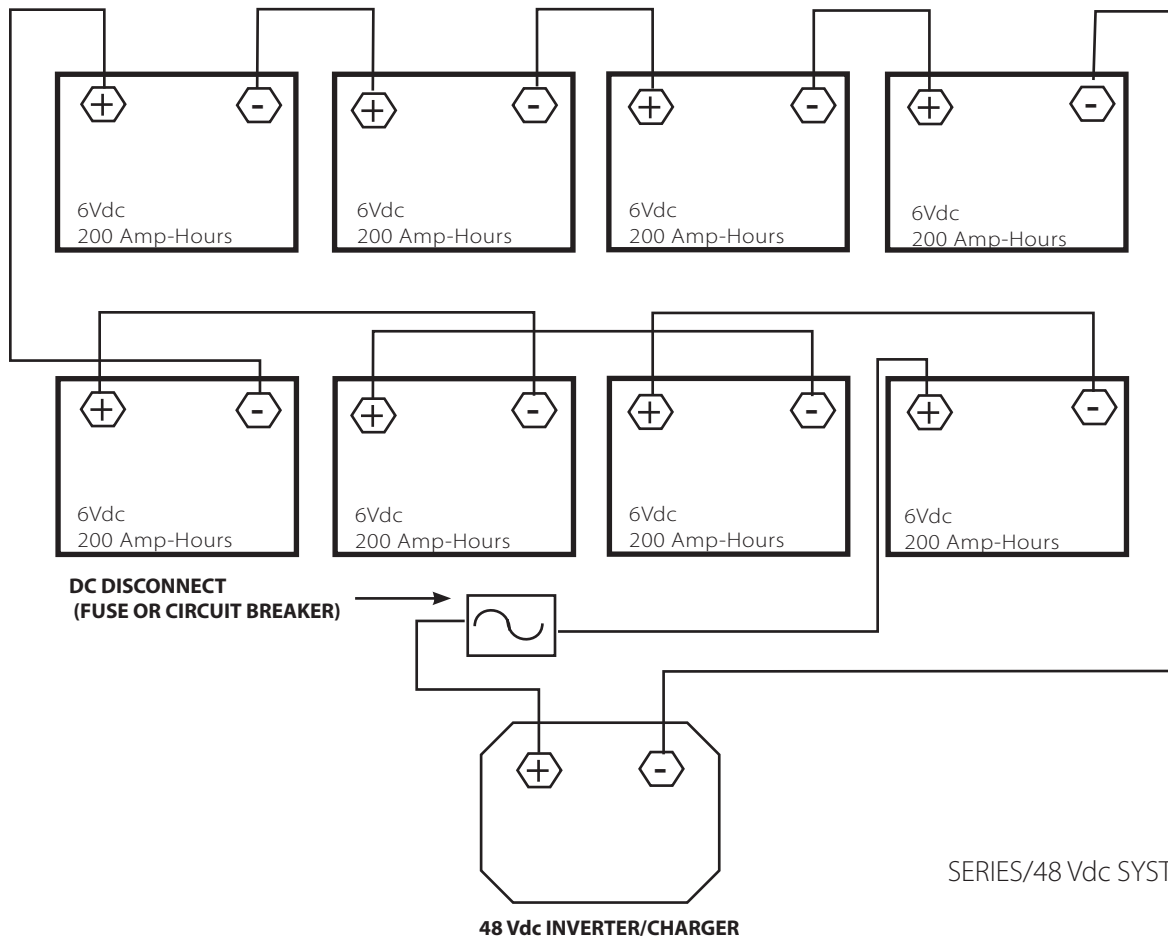 + - + - + - + -
6Vdc
200 Amp-Hours
6Vdc
200 Amp-Hours
6Vdc
200 Amp-Hours
6Vdc
200 Amp-Hours
+ - + - + - + -
6Vdc
200 Amp-Hours
6Vdc
200 Amp-Hours
6Vdc
200 Amp-Hours
6Vdc
200 Amp-Hours
DC DISCONNECT
(FUSE OR CIRCUIT BREAKER)
+ -
SERIES/48 Vdc SYST
48 Vdc INVERTER/CHARGER